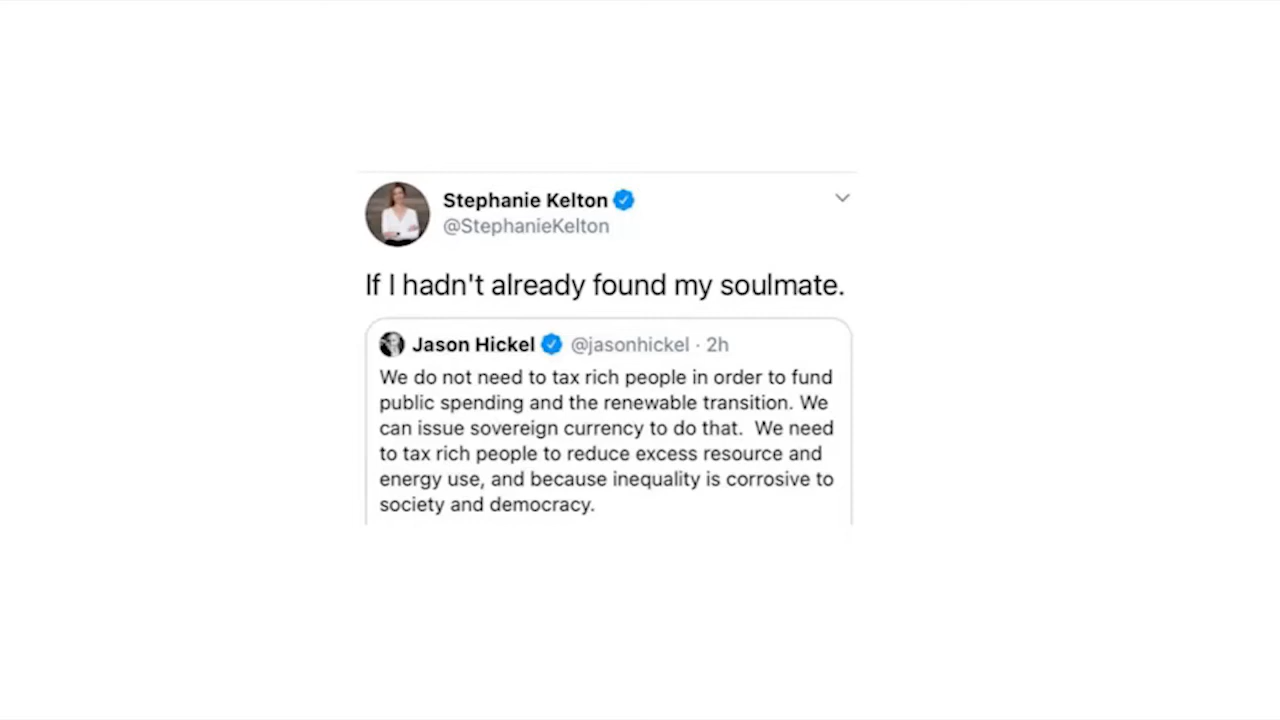 Stephanie Kelton
@StephanieKelton
If I hadn't already found my soulmate.
Jason Hickel @jasonhickel · 2h
We do not need to tax rich people in order to fund
public spending and the renewable transition. We
can issue sovereign currency to do that.  We need
to tax rich people to reduce excess resource and
energy use, and because inequality is corrosive to
society and democracy.